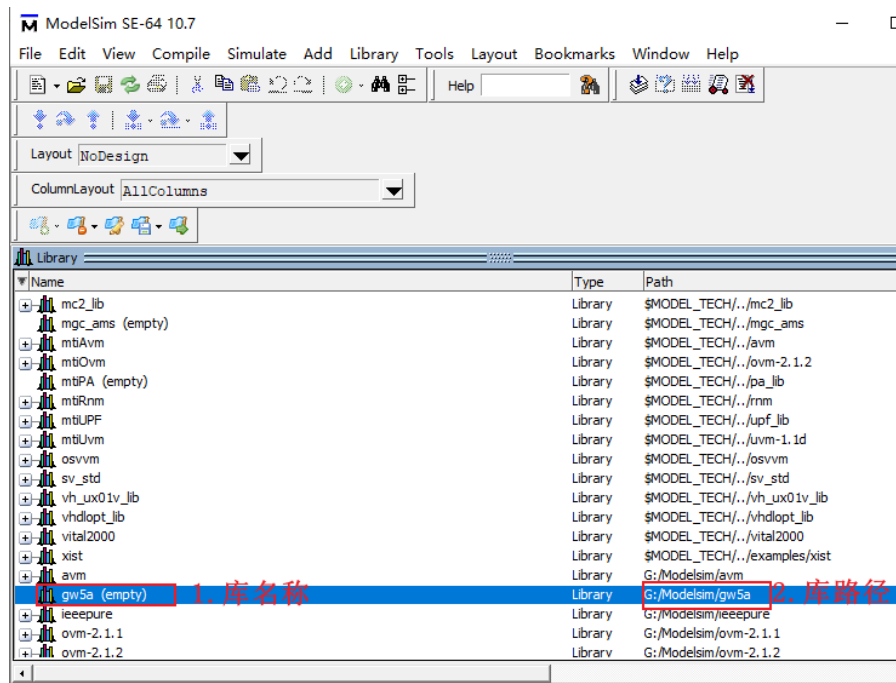 ModelSim SE-64 10.7
File Edit View Compile Simulate Add Library Tools Layout Bookmarks Window Help
Help
Layout NoDesign
ColumnLayout AllColumns
Library
Name Type Path
mc2_lib Library $MODEL_TECH/../mc2_lib
mgc_ams (empty) Library $MODEL_TECH/../mgc_ams
mtiAvm Library $MODEL_TECH/../avm
mtiOvm Library $MODEL_TECH/../ovm-2.1.2
mtiPA (empty) Library $MODEL_TECH/../pa_lib
mtiRnm Library $MODEL_TECH/../rnm
mtiUPF Library $MODEL_TECH/../upf_lib
mtiUvm Library $MODEL_TECH/../uvm-1.1d
osvvm Library $MODEL_TECH/../osvvm
sv_std Library $MODEL_TECH/../sv_std
vh_ux01v_lib Library $MODEL_TECH/../vh_ux01v_lib
vhdlopt_lib Library $MODEL_TECH/../vhdlopt_lib
vital2000 Library $MODEL_TECH/../vital2000
xist Library $MODEL_TECH/../examples/xist
avm Library G:/Modelsim/avm
gw5a (empty) 1. 库名称 Library G:/Modelsim/gw5a 2. 库路径
ieeepure Library G:/Modelsim/ieeepure
ovm-2.1.1 Library G:/Modelsim/ovm-2.1.1
ovm-2.1.2 Library G:/Modelsim/ovm-2.1.2